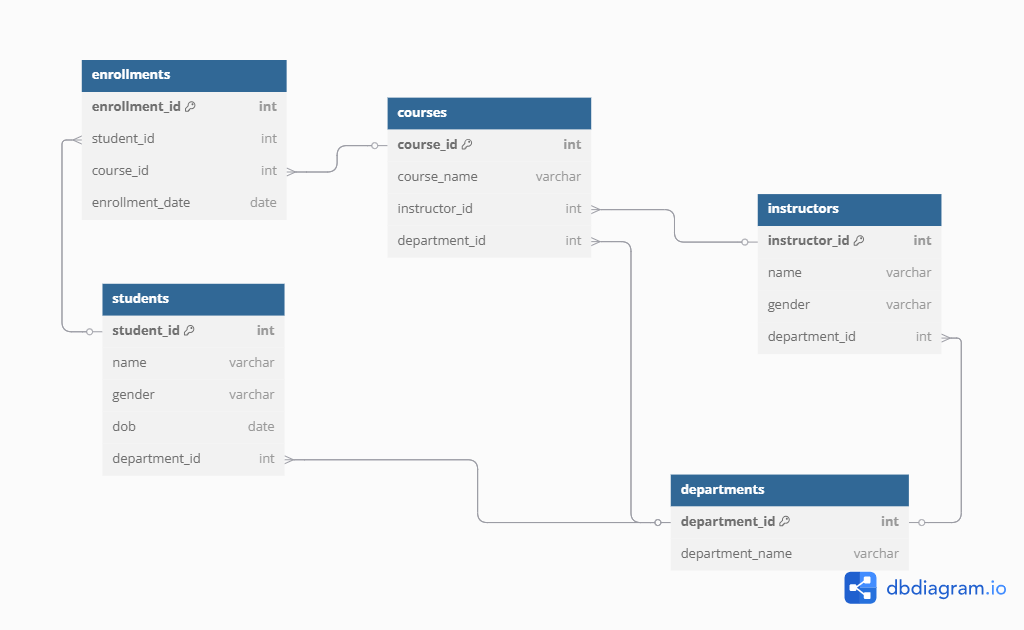 enrollments
enrollment_id int
student_id int
course_id int
enrollment_date date
courses
course_id int
course_name varchar
instructor_id int
department_id int
instructors
instructor_id int
name varchar
gender varchar
department_id int
students
student_id int
name varchar
gender varchar
dob date
department_id int
departments
department_id int
department_name varchar
dbdiagram.io